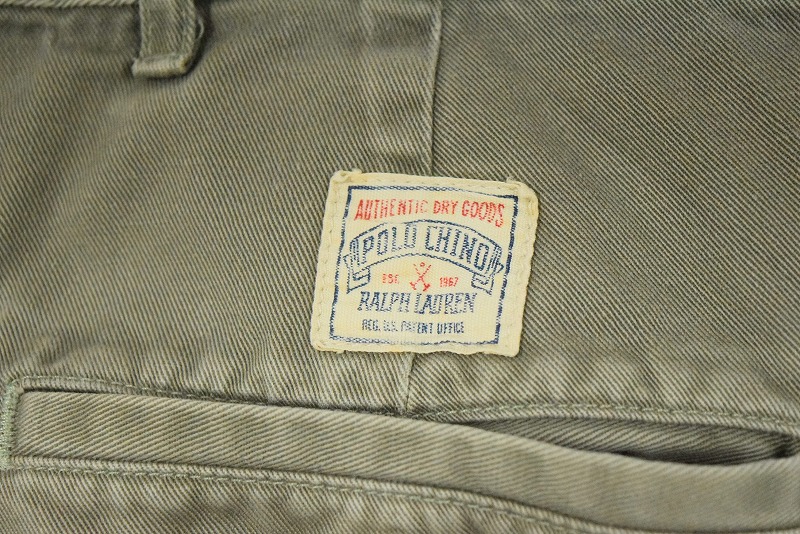 AUTHENTIC DRY GOODS
POLO CHINO
EST. 1967
RALPH LAUREN
REG. U.S. PATENT OFFICE